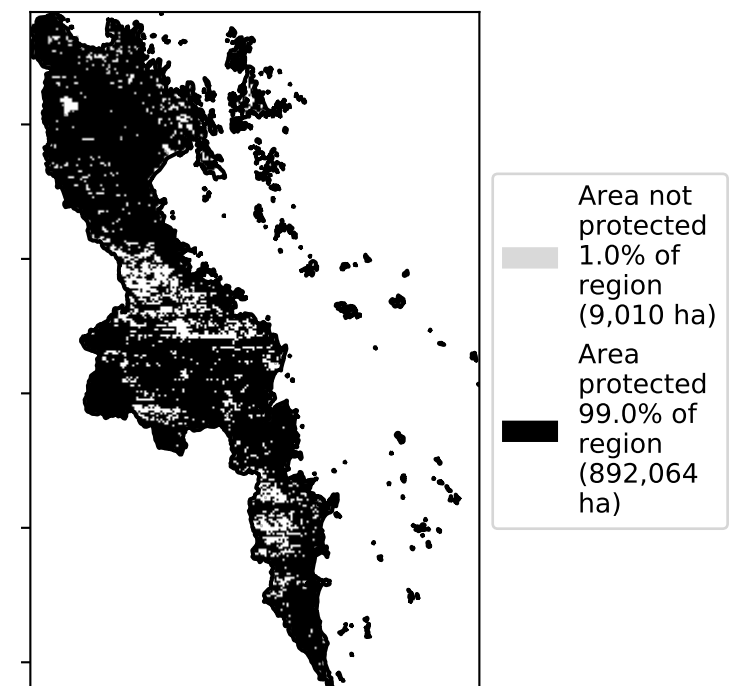 Area not
protected
1.0% of
region
(9,010 ha)
Area
protected
99.0% of
region
(892,064
ha)